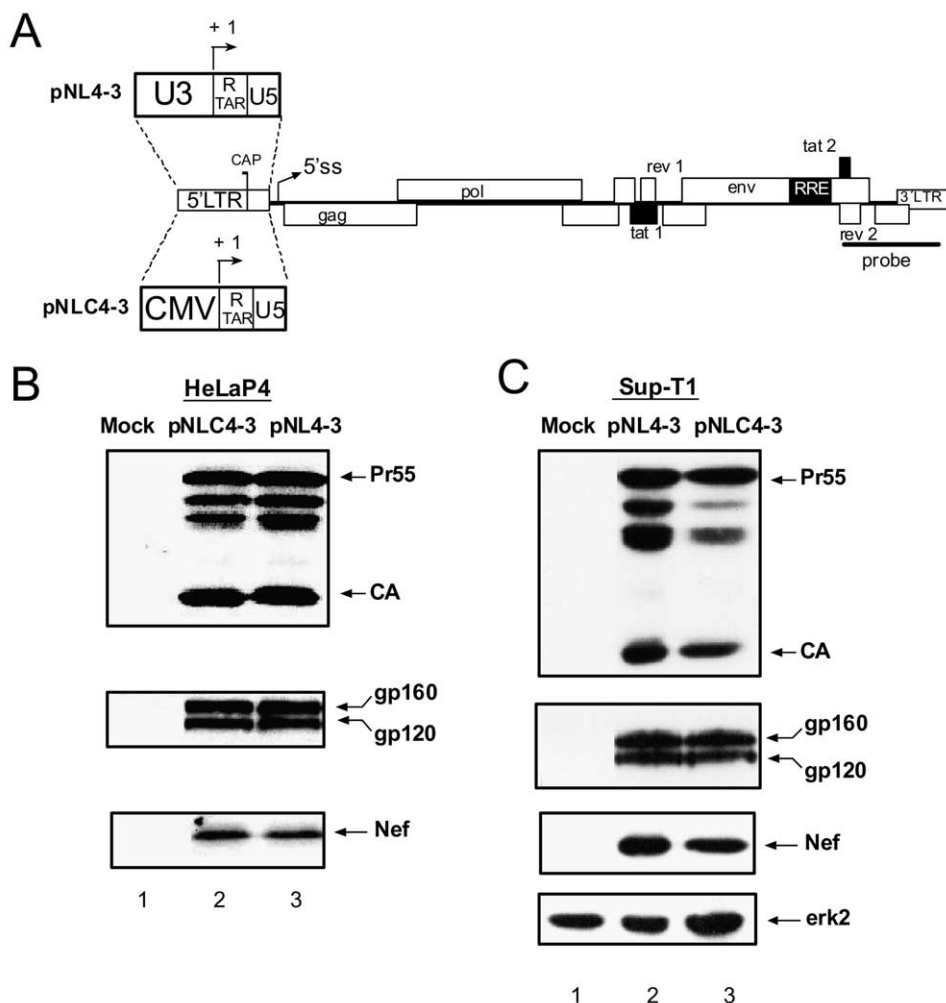 A
+ 1
pNL4-3
U3
R
TAR
U5
CAP
5'ss
5'LTR
gag
pol
rev 1
tat 1
env
RRE
tat 2
3'LTR
rev 2
probe
+ 1
pNLC4-3
CMV
R
TAR
U5
B
HeLaP4
Mock pNLC4-3 pNL4-3
Pr55
CA
gp160
gp120
Nef
1 2 3
C
Sup-T1
Mock pNL4-3 pNLC4-3
Pr55
CA
gp160
gp120
Nef
erk2
1 2 3